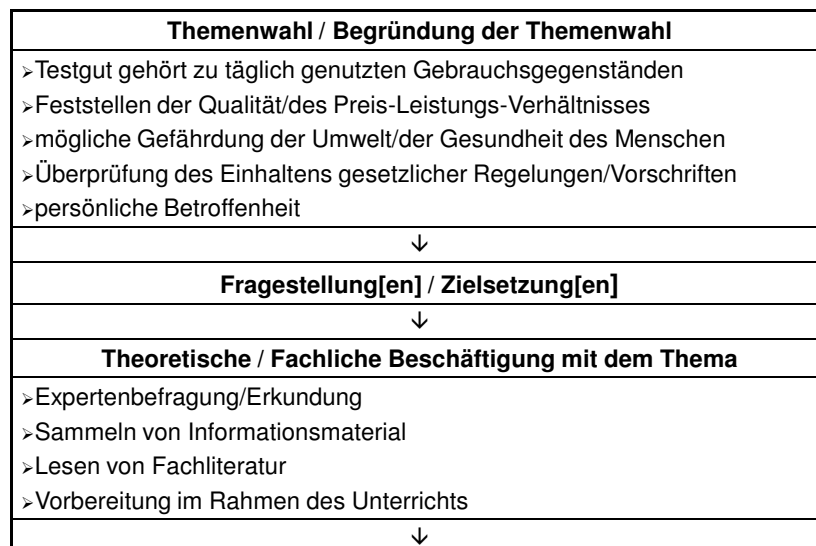 Themenwahl / Begründung der Themenwahl
➢Testgut gehört zu täglich genutzten Gebrauchsgegenständen
➢Feststellen der Qualität/des Preis-Leistungs-Verhältnisses
➢mögliche Gefährdung der Umwelt/der Gesundheit des Menschen
➢Überprüfung des Einhaltens gesetzlicher Regelungen/Vorschriften
➢persönliche Betroffenheit
↓
Fragestellung[en] / Zielsetzung[en]
↓
Theoretische / Fachliche Beschäftigung mit dem Thema
➢Expertenbefragung/Erkundung
➢Sammeln von Informationsmaterial
➢Lesen von Fachliteratur
➢Vorbereitung im Rahmen des Unterrichts
↓